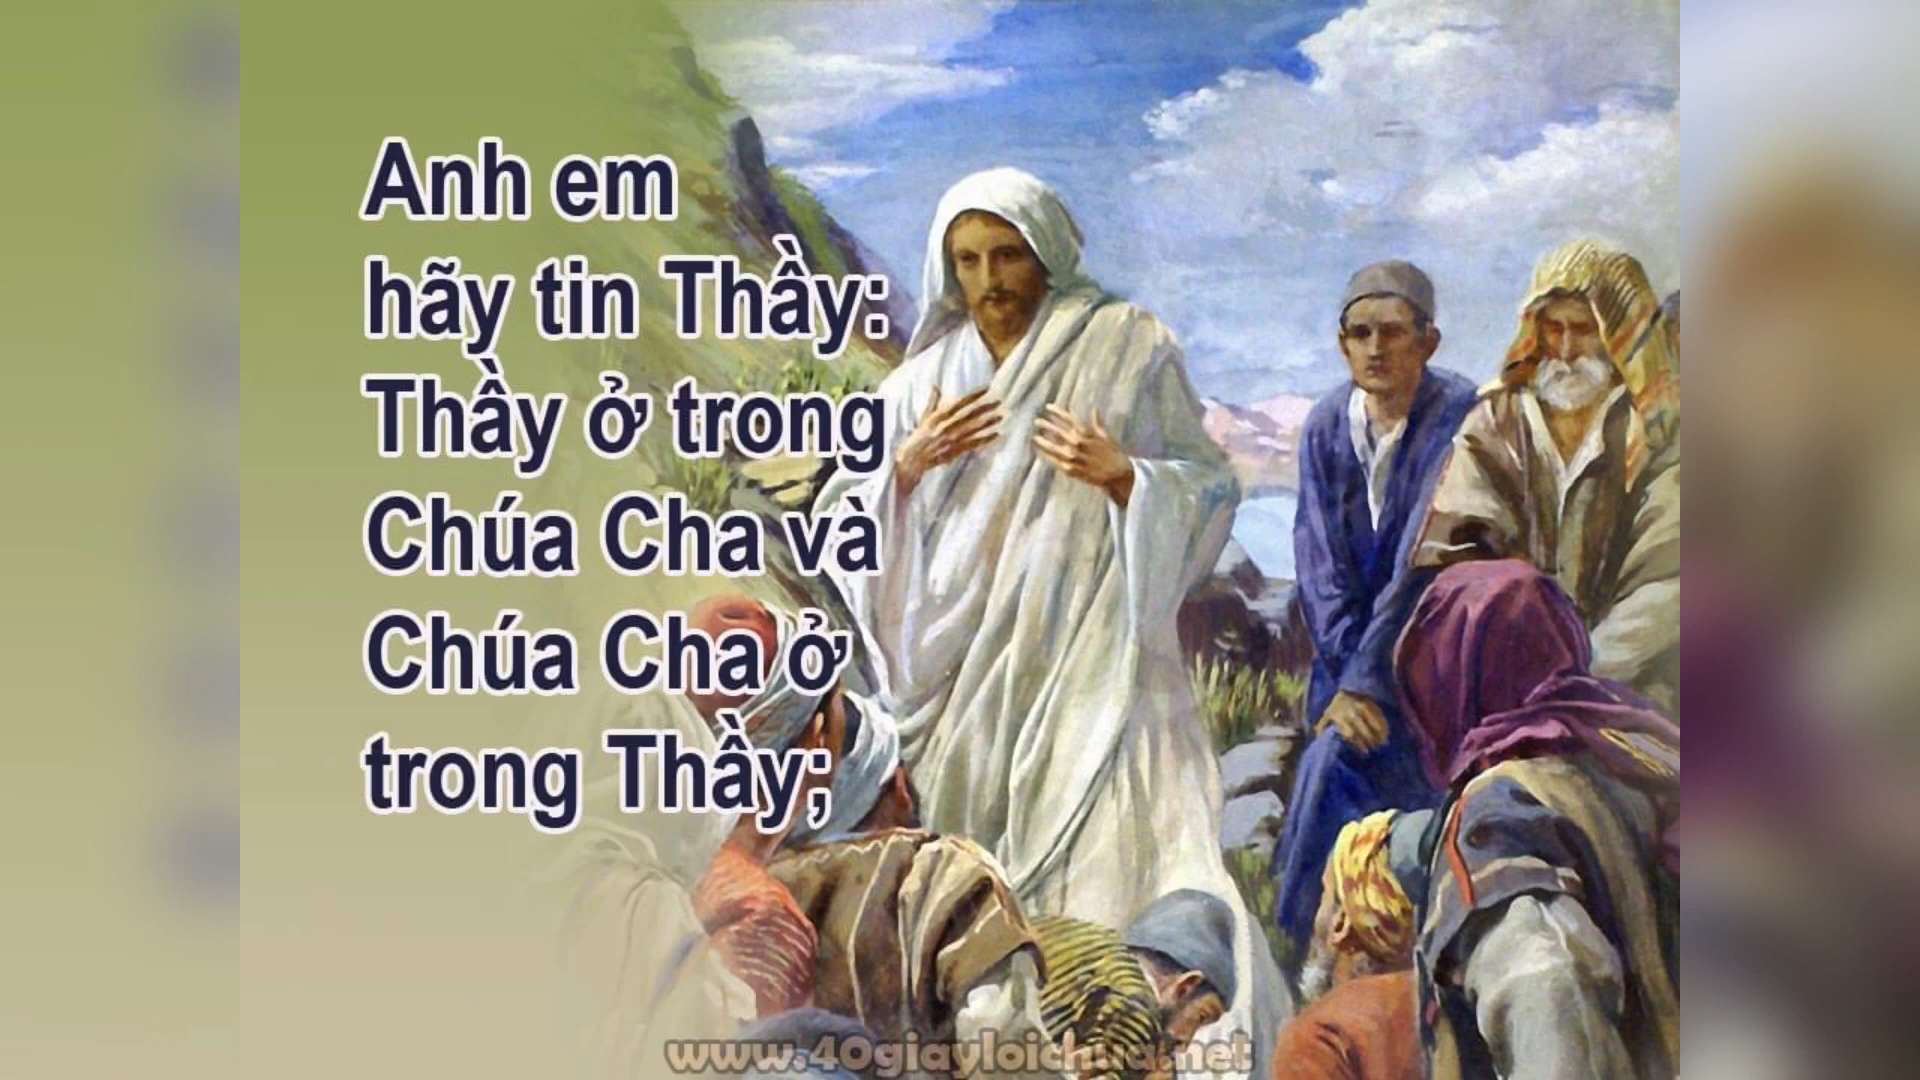 Anh em
hãy tin Thầy:
Thầy ở trong
Chúa Cha và
Chúa Cha ở
trong Thầy;
www.40giayloichua.net